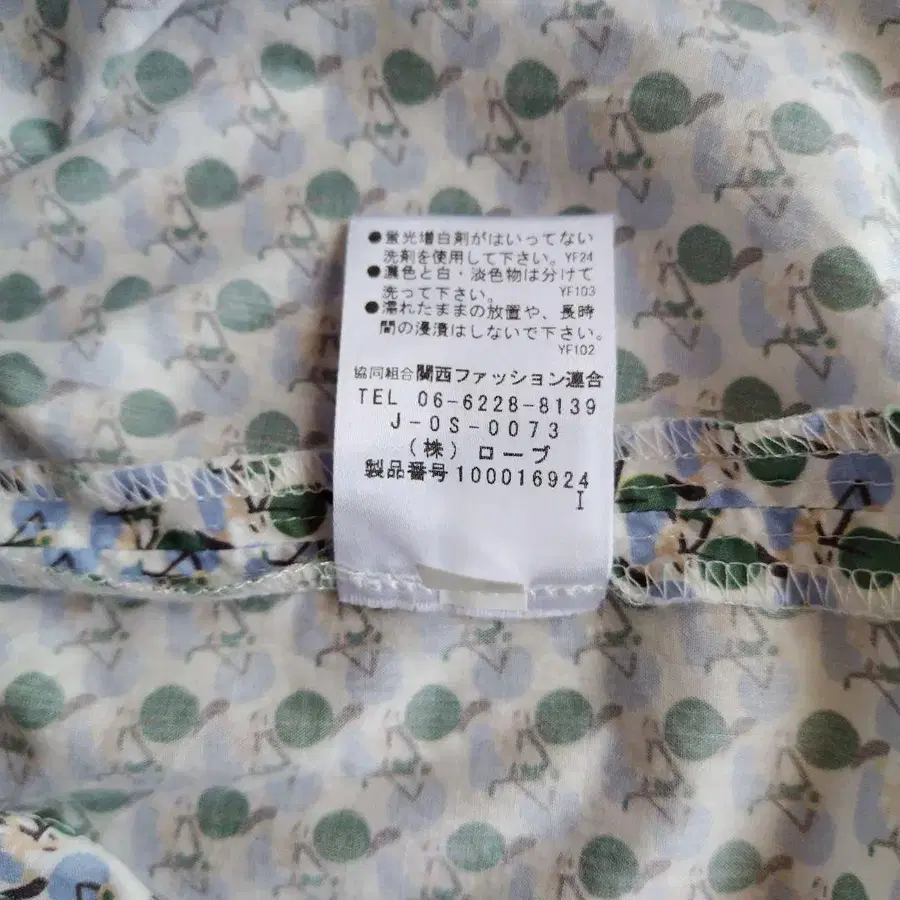 ●蛍光増白剤がはいってない
洗剤を使用して下さい。YF24
●濃色と白・淡色物は分けて
洗って下さい。 YF103
●濡れたままの放置や、長時
間の浸漬はしないで下さい。
YF102
協同組合関西ファッション連合
TEL 06-6228-8139
J-OS-0073
(株) ローブ
製品番号100016924
I